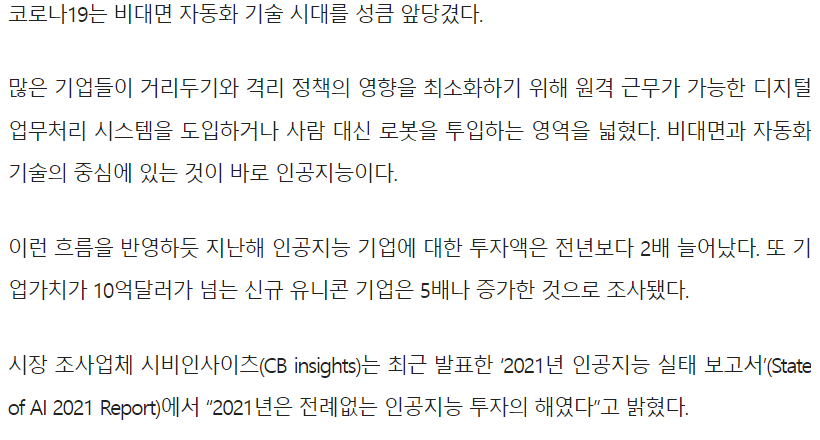 코로나19는 비대면 자동화 기술 시대를 성큼 앞당겼다.
많은 기업들이 거리두기와 격리 정책의 영향을 최소화하기 위해 원격 근무가 가능한 디지털
업무처리 시스템을 도입하거나 사람 대신 로봇을 투입하는 영역을 넓혔다. 비대면과 자동화
기술의 중심에 있는 것이 바로 인공지능이다.
이런 흐름을 반영하듯 지난해 인공지능 기업에 대한 투자액은 전년보다 2배 늘어났다. 또 기
업가치가 10억달러가 넘는 신규 유니콘 기업은 5배나 증가한 것으로 조사됐다.
시장 조사업체 시비인사이츠(CB insights)는 최근 발표한 ‘2021년 인공지능 실태 보고서’(State
of AI 2021 Report)에서 “2021년은 전례없는 인공지능 투자의 해였다”고 밝혔다.